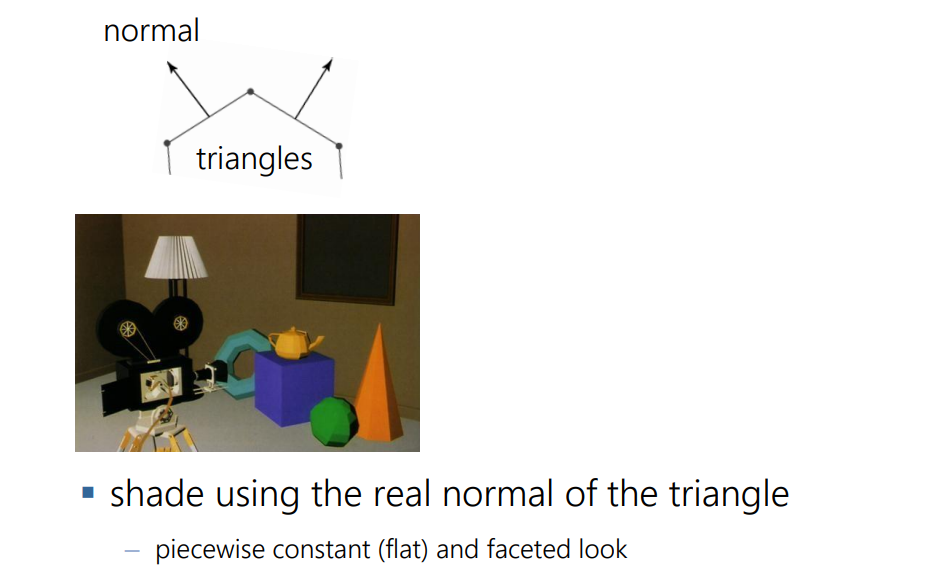 normal
triangles
shade using the real normal of the triangle
– piecewise constant (flat) and faceted look